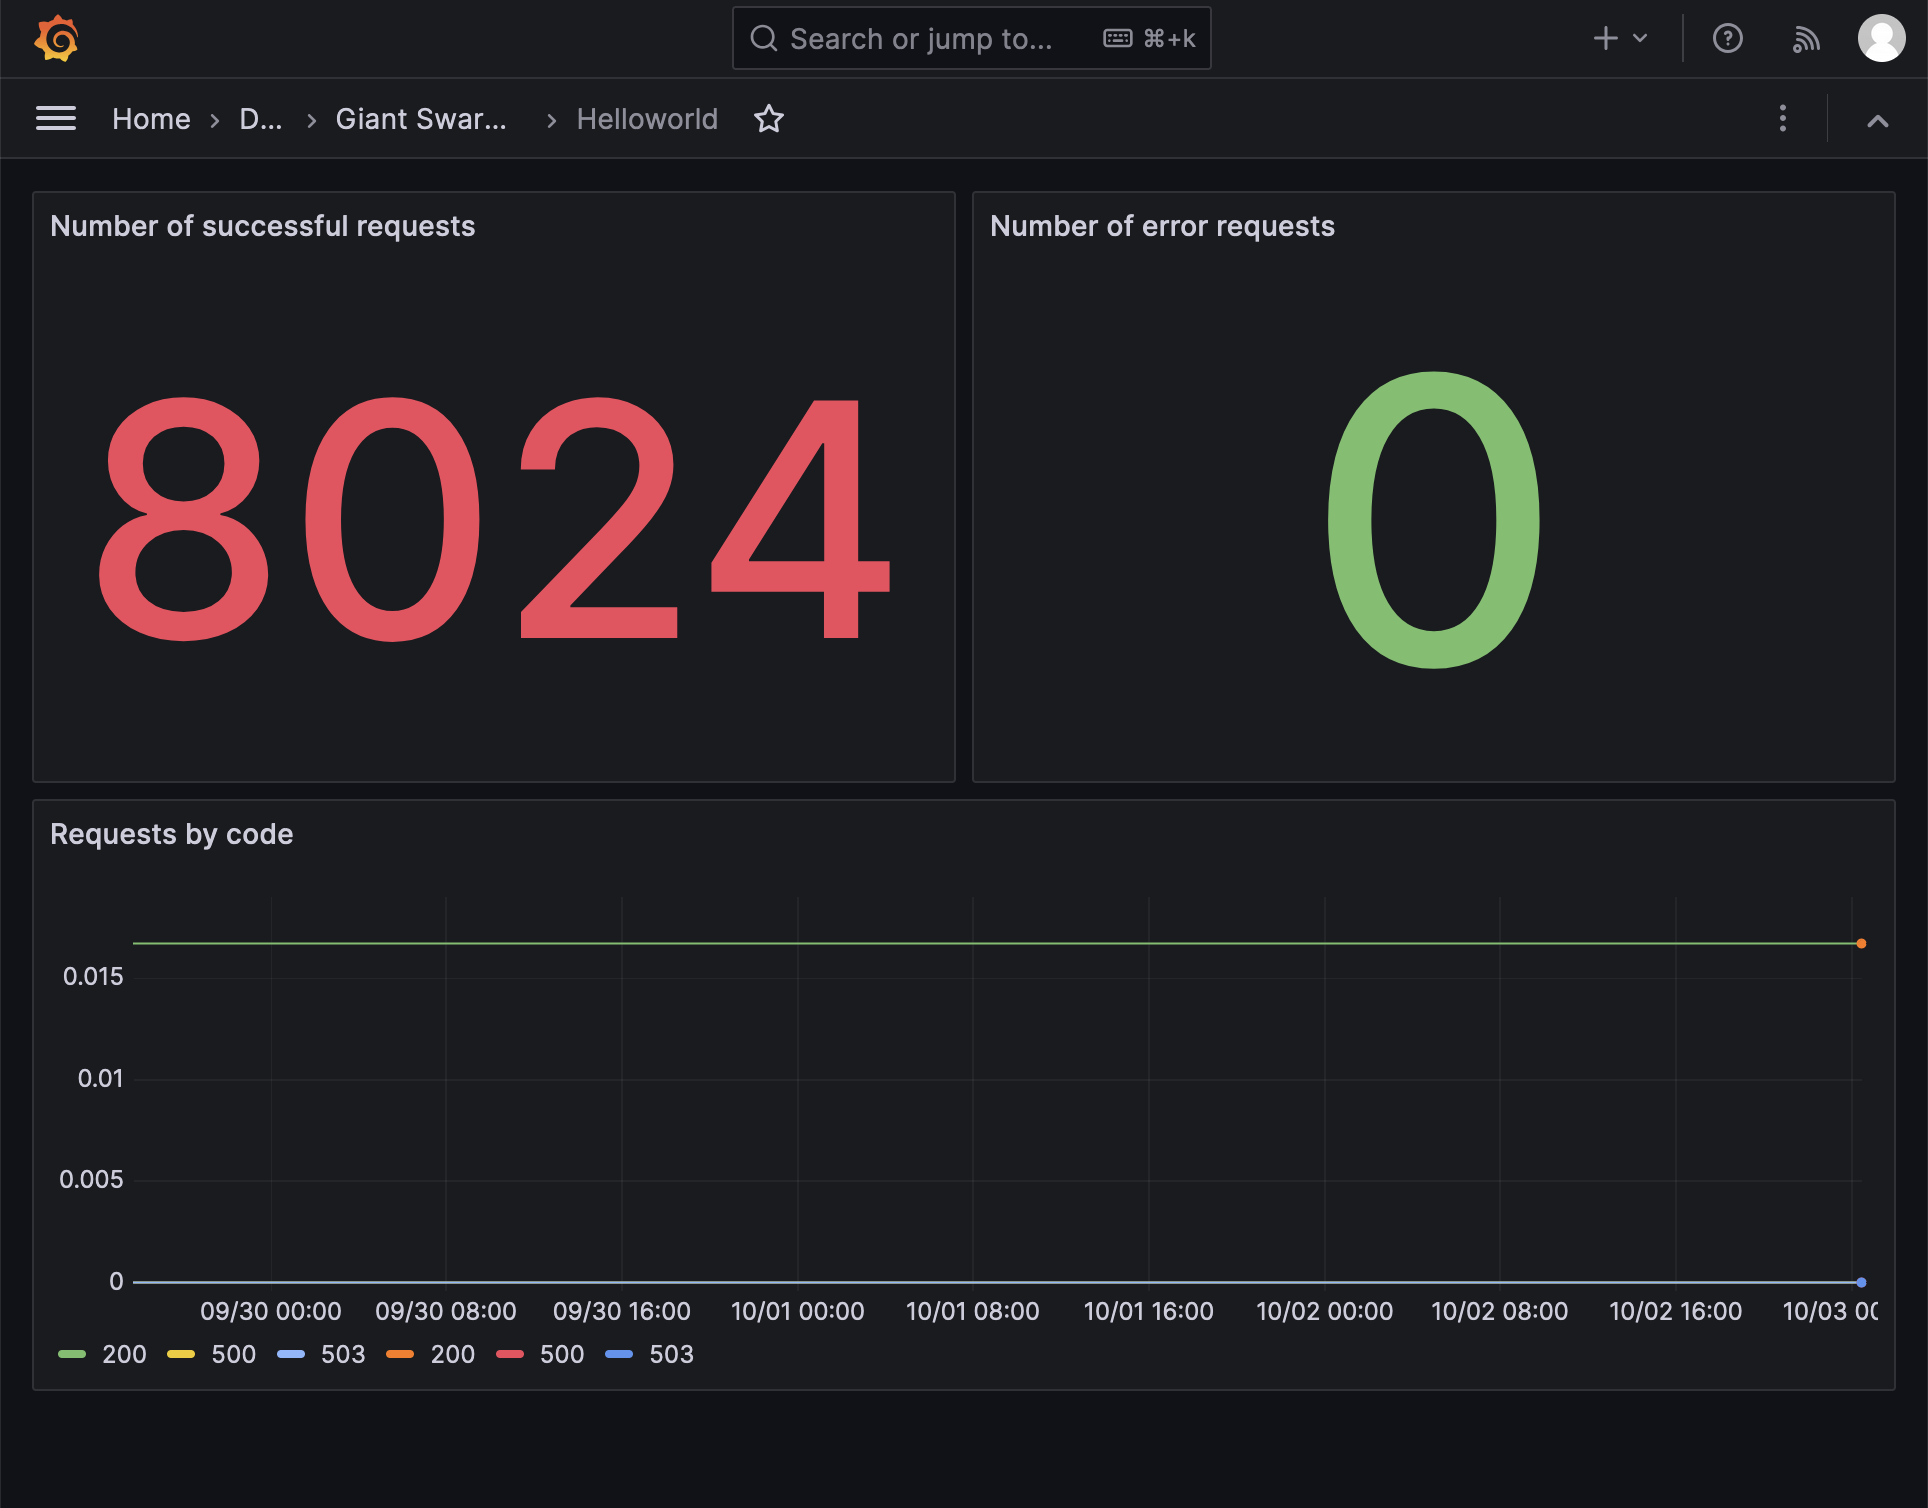 Search or jump to... ⌘+k
Home › D... › Giant Swar... › Helloworld
Number of successful requests
8024
Number of error requests
0
Requests by code
0.015
0.01
0.005
0
09/30 00:00 09/30 08:00 09/30 16:00 10/01 00:00 10/01 08:00 10/01 16:00 10/02 00:00 10/02 08:00 10/02 16:00 10/03 00
200 500 503 200 500 503